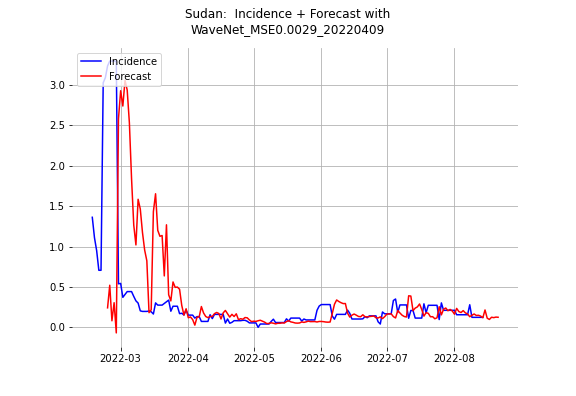 Sudan:  Incidence + Forecast with
WaveNet_MSE0.0029_20220409
Incidence
Forecast
3.0
2.5
2.0
1.5
1.0
0.5
0.0
2022-03 2022-04 2022-05 2022-06 2022-07 2022-08